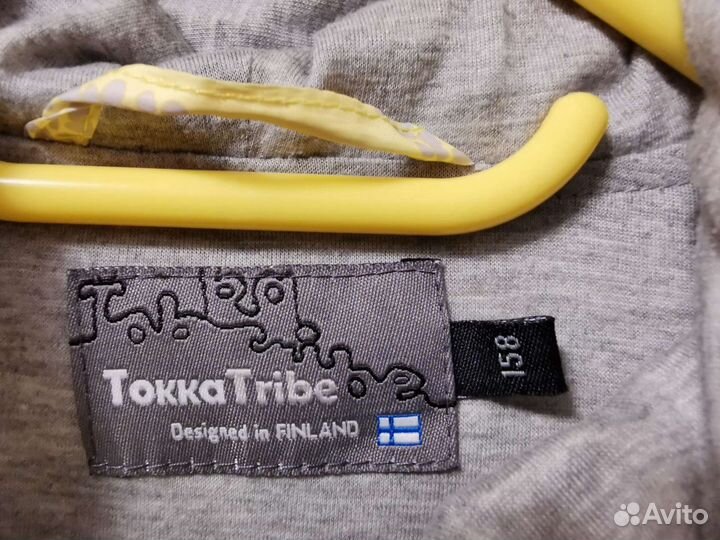 TokkaTribe
Designed in FINLAND
158
Avito